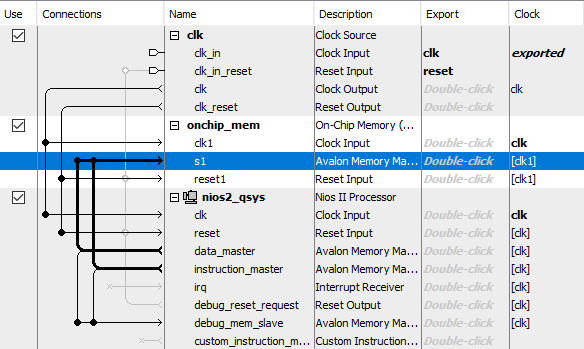 Use Connections Name Description Export Clock
clk Clock Source
clk_in Clock Input clk exported
clk_in_reset Reset Input reset
clk Clock Output Double-click clk
clk_reset Reset Output Double-click
onchip_mem On-Chip Memory (...
clk1 Clock Input Double-click clk
s1 Avalon Memory Ma... Double-click [clk1]
reset1 Reset Input Double-click [clk1]
nios2_qsys Nios II Processor
clk Clock Input Double-click clk
reset Reset Input Double-click [clk]
data_master Avalon Memory Ma... Double-click [clk]
instruction_master Avalon Memory Ma... Double-click [clk]
irq Interrupt Receiver Double-click [clk]
debug_reset_request Reset Output Double-click [clk]
debug_mem_slave Avalon Memory Ma... Double-click [clk]
custom_instruction_m... Custom Instruction... Double-click